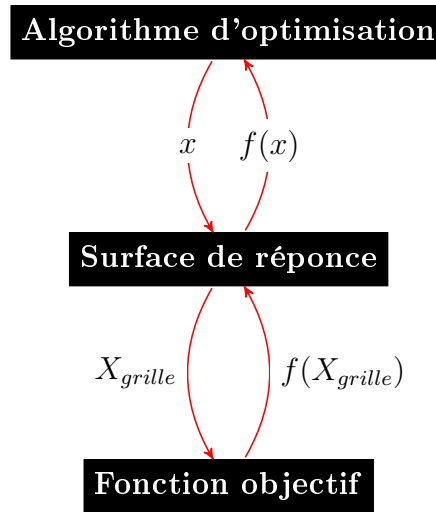 Algorithme d'optimisation
x f(x)
Surface de réponce
X_grille f(X_grille)
Fonction objectif